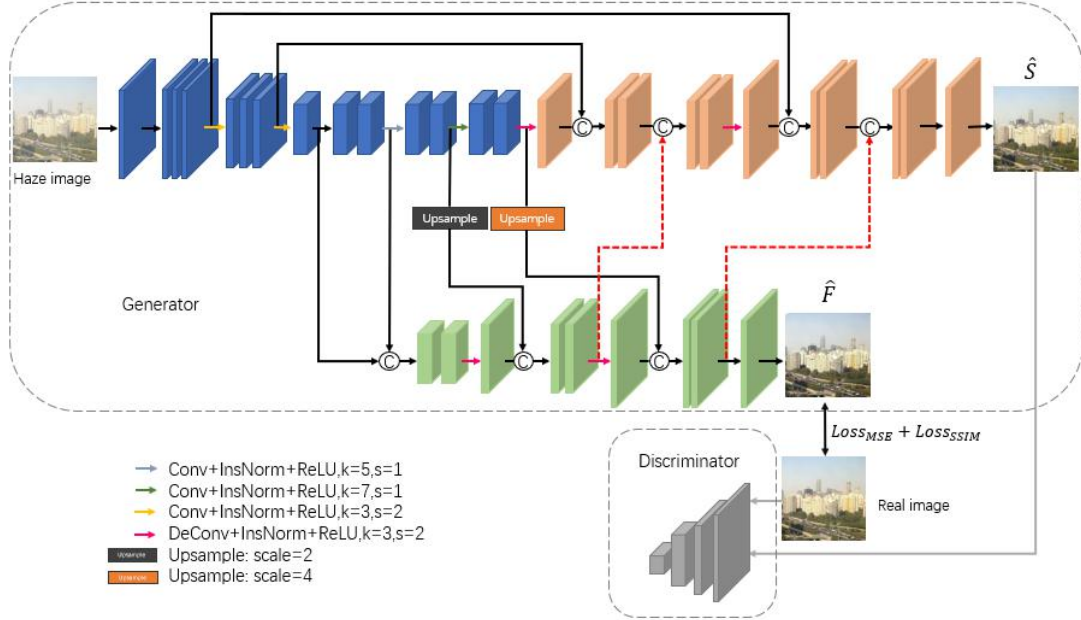 Ŝ
Haze image
C
C
C
C
C
Upsample
Upsample
F̂
Generator
C
C
C
Loss_MSE + Loss_SSIM
Discriminator
Real image
Conv+InsNorm+ReLU,k=5,s=1
Conv+InsNorm+ReLU,k=7,s=1
Conv+InsNorm+ReLU,k=3,s=2
DeConv+InsNorm+ReLU,k=3,s=2
Upsample Upsample: scale=2
Upsample Upsample: scale=4